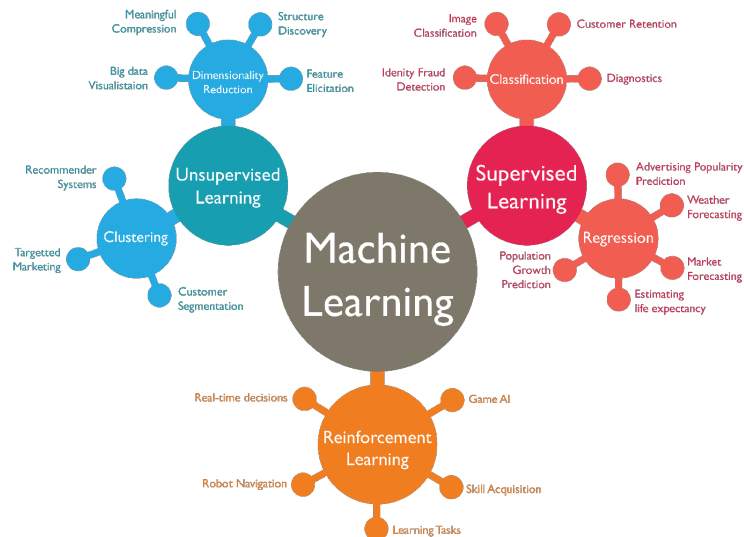 Meaningful
Compression
Structure
Discovery
Big data
Visualistaion
Dimensionality
Reduction
Feature
Elicitation
Unsupervised
Learning
Recommender
Systems
Clustering
Targetted
Marketing
Customer
Segmentation
Machine
Learning
Image
Classification
Customer Retention
Idenity Fraud
Detection
Classification
Diagnostics
Supervised
Learning
Advertising Popularity
Prediction
Weather
Forecasting
Regression
Population
Growth
Prediction
Market
Forecasting
Estimating
life expectancy
Real-time decisions
Game AI
Reinforcement
Learning
Robot Navigation
Skill Acquisition
Learning Tasks